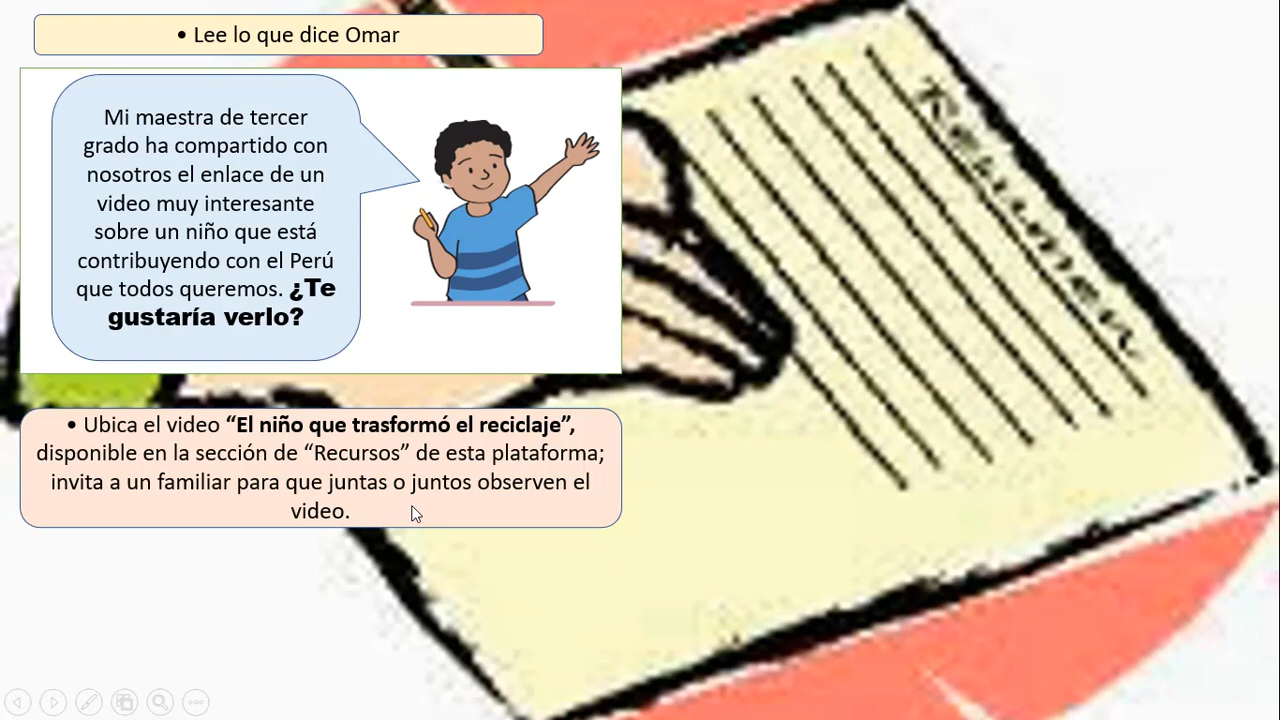 • Lee lo que dice Omar
Mi maestra de tercer
grado ha compartido con
nosotros el enlace de un
video muy interesante
sobre un niño que está
contribuyendo con el Perú
que todos queremos. ¿Te
gustaría verlo?
Resumen
• Ubica el video “El niño que trasformó el reciclaje”,
disponible en la sección de “Recursos” de esta plataforma;
invita a un familiar para que juntas o juntos observen el
video.